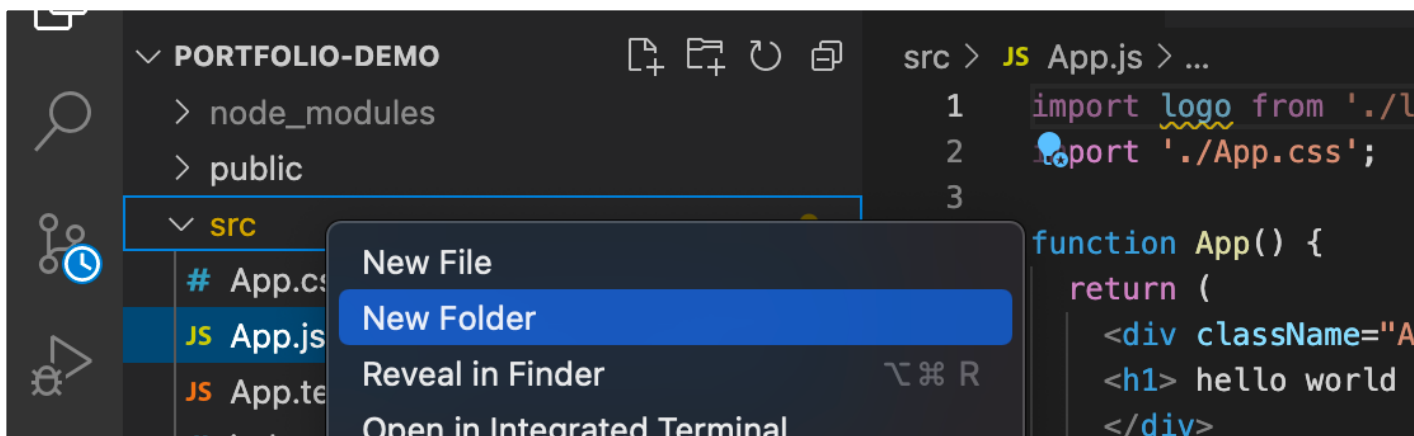 PORTFOLIO-DEMO
node_modules
public
src
# App.cs
JS App.js
JS App.te
New File
New Folder
Reveal in Finder ⌥⌘ R
Open in Integrated Terminal
src > JS App.js > ...
1 import logo from './l
2 import './App.css';
3
function App() {
return (
<div className="A
<h1> hello world
</div>